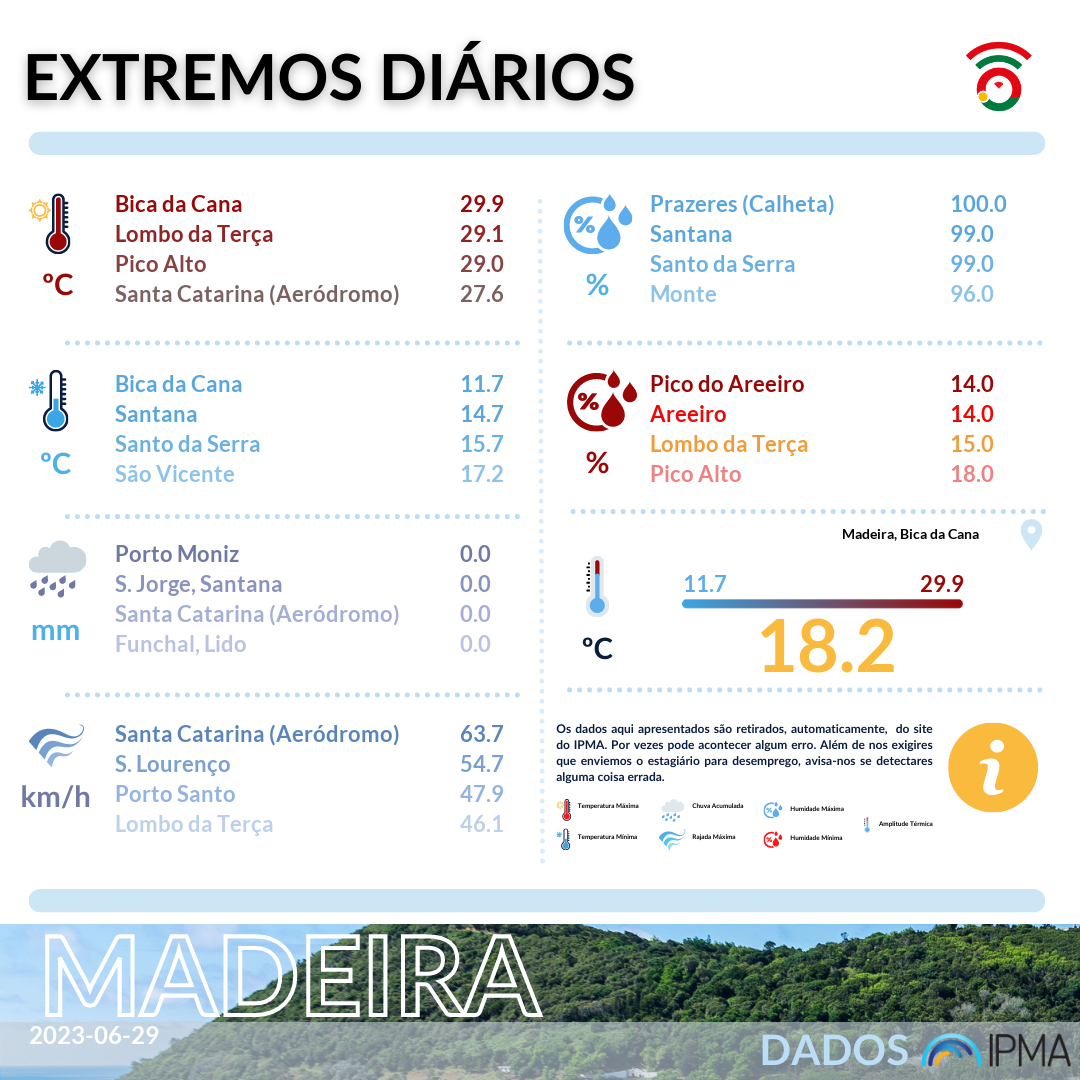 EXTREMOS DIÁRIOS
Bica da Cana 29.9
Lombo da Terça 29.1
Pico Alto 29.0
Santa Catarina (Aeródromo) 27.6
ºC
Bica da Cana 11.7
Santana 14.7
Santo da Serra 15.7
São Vicente 17.2
ºC
Porto Moniz 0.0
S. Jorge, Santana 0.0
Santa Catarina (Aeródromo) 0.0
Funchal, Lido 0.0
mm
Santa Catarina (Aeródromo) 63.7
S. Lourenço 54.7
Porto Santo 47.9
Lombo da Terça 46.1
km/h
%
Prazeres (Calheta) 100.0
Santana 99.0
Santo da Serra 99.0
Monte 96.0
%
%
Pico do Areeiro 14.0
Areeiro 14.0
Lombo da Terça 15.0
Pico Alto 18.0
%
Madeira, Bica da Cana
11.7 29.9
18.2
ºC
Os dados aqui apresentados são retirados, automaticamente, do site
do IPMA. Por vezes pode acontecer algum erro. Além de nos exigires
que enviemos o estagiário para desemprego, avisa-nos se detectares
alguma coisa errada.
i
Temperatura Máxima
Chuva Acumulada
Humidade Máxima
Amplitude Térmica
Temperatura Mínima
Rajada Máxima
Humidade Mínima
MADEIRA
2023-06-29
DADOS IPMA